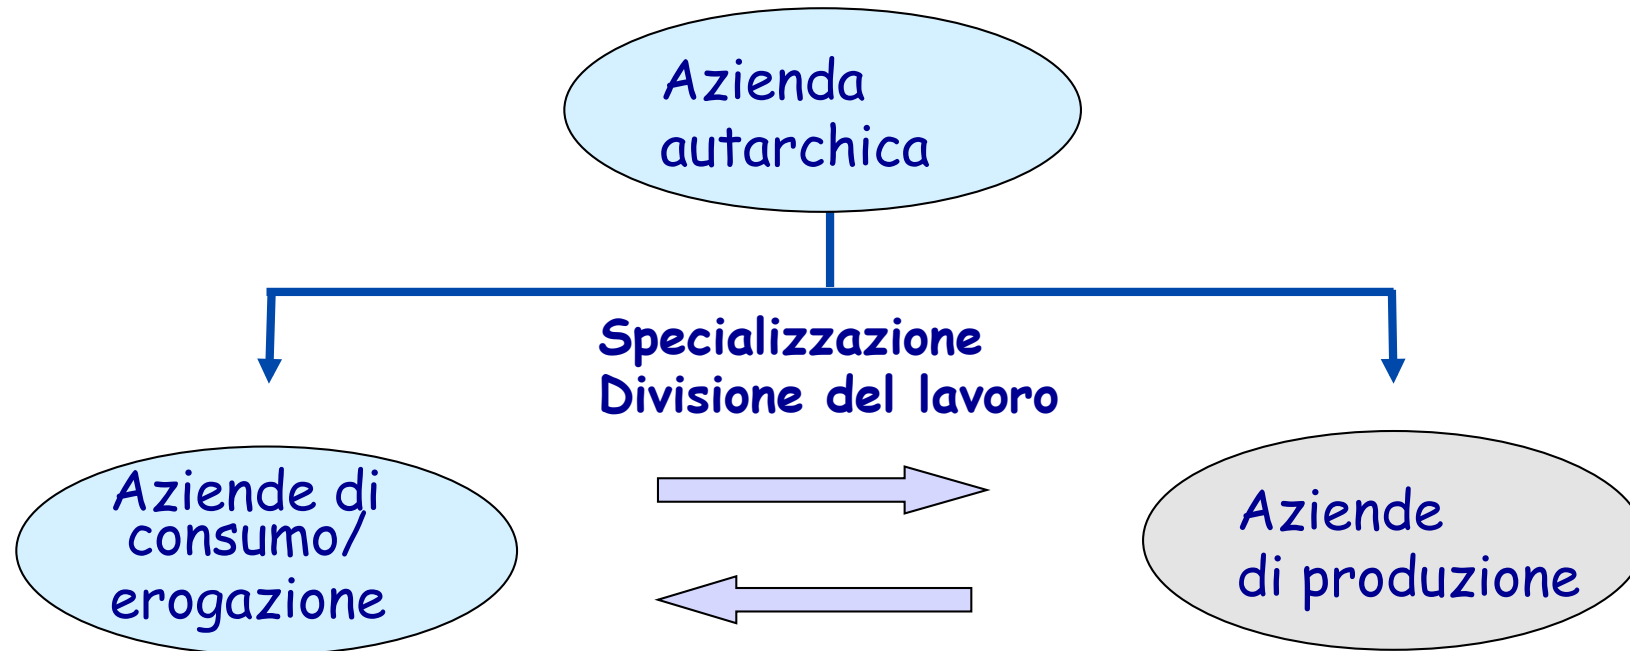 Azienda
autarchica
Specializzazione
Divisione del lavoro
Aziende di
consumo/
erogazione
Aziende
di produzione